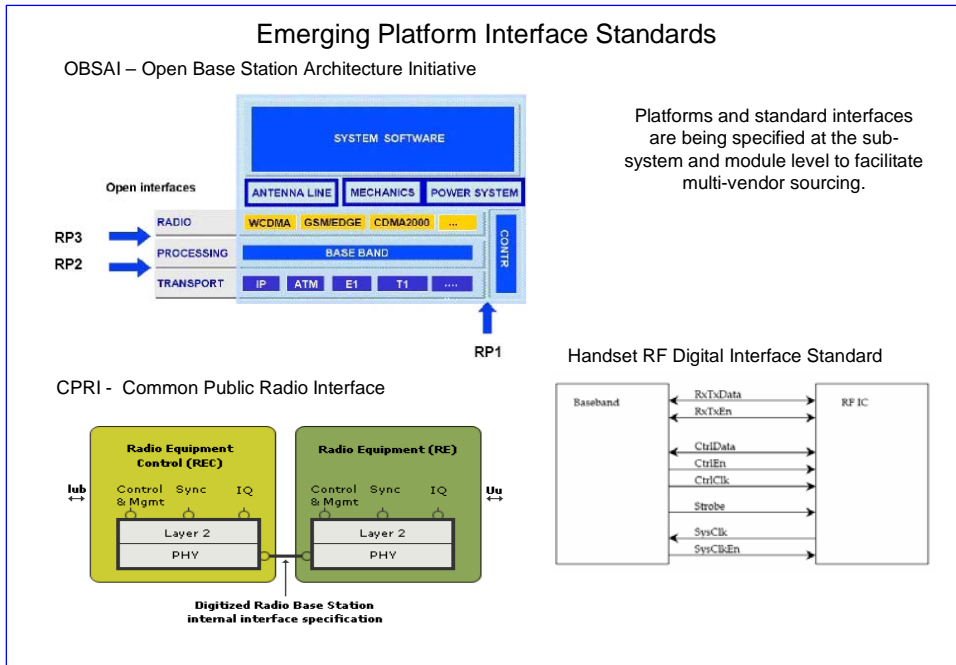 Emerging Platform Interface Standards
OBSAI – Open Base Station Architecture Initiative
Platforms and standard interfaces
are being specified at the sub-
system and module level to facilitate
multi-vendor sourcing.
SYSTEM SOFTWARE
Open interfaces
ANTENNA LINE MECHANICS POWER SYSTEM
RADIO WCDMA GSM/EDGE CDMA2000 ...
RP3
PROCESSING BASE BAND CONTR
RP2
TRANSPORT IP ATM E1 T1 ....
RP1
Handset RF Digital Interface Standard
Baseband
RF IC
RxTxData
RxTxEn
CtrlData
CtrlEn
CtrlClk
Strobe
SysClk
SysClkEn
CPRI - Common Public Radio Interface
Radio Equipment
Control (REC)
Radio Equipment (RE)
Iub
Uu
Control
& Mgmt
Sync
IQ
Control
& Mgmt
Sync
IQ
Layer 2
PHY
Layer 2
PHY
Digitized Radio Base Station
internal interface specification